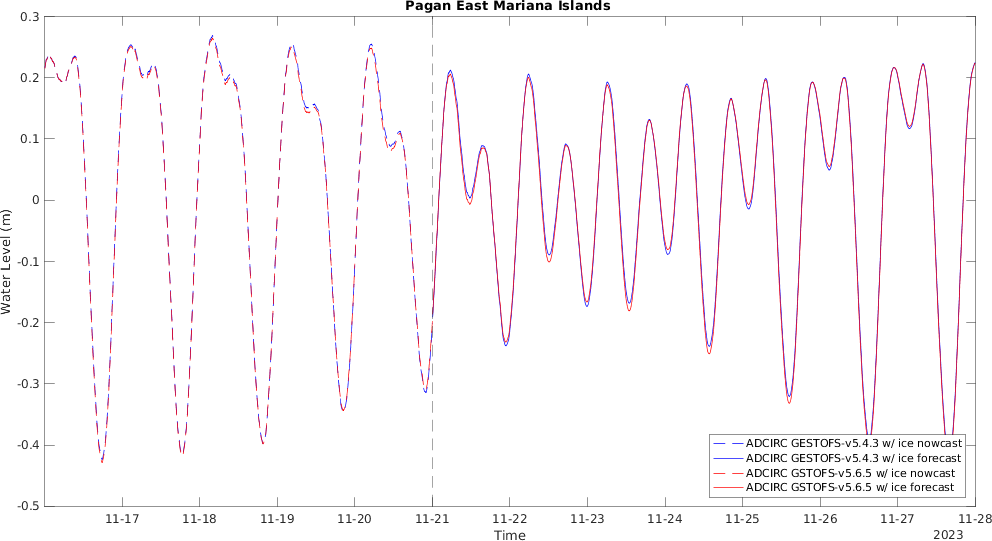 Pagan East Mariana Islands
0.3
0.2
0.1
0
-0.1
-0.2
-0.3
-0.4
-0.5
Water Level (m)
11-17 11-18 11-19 11-20 11-21 11-22 11-23 11-24 11-25 11-26 11-27 11-28
Time
2023
ADCIRC GESTOFS-v5.4.3 w/ ice nowcast
ADCIRC GESTOFS-v5.4.3 w/ ice forecast
ADCIRC GSTOFS-v5.6.5 w/ ice nowcast
ADCIRC GSTOFS-v5.6.5 w/ ice forecast